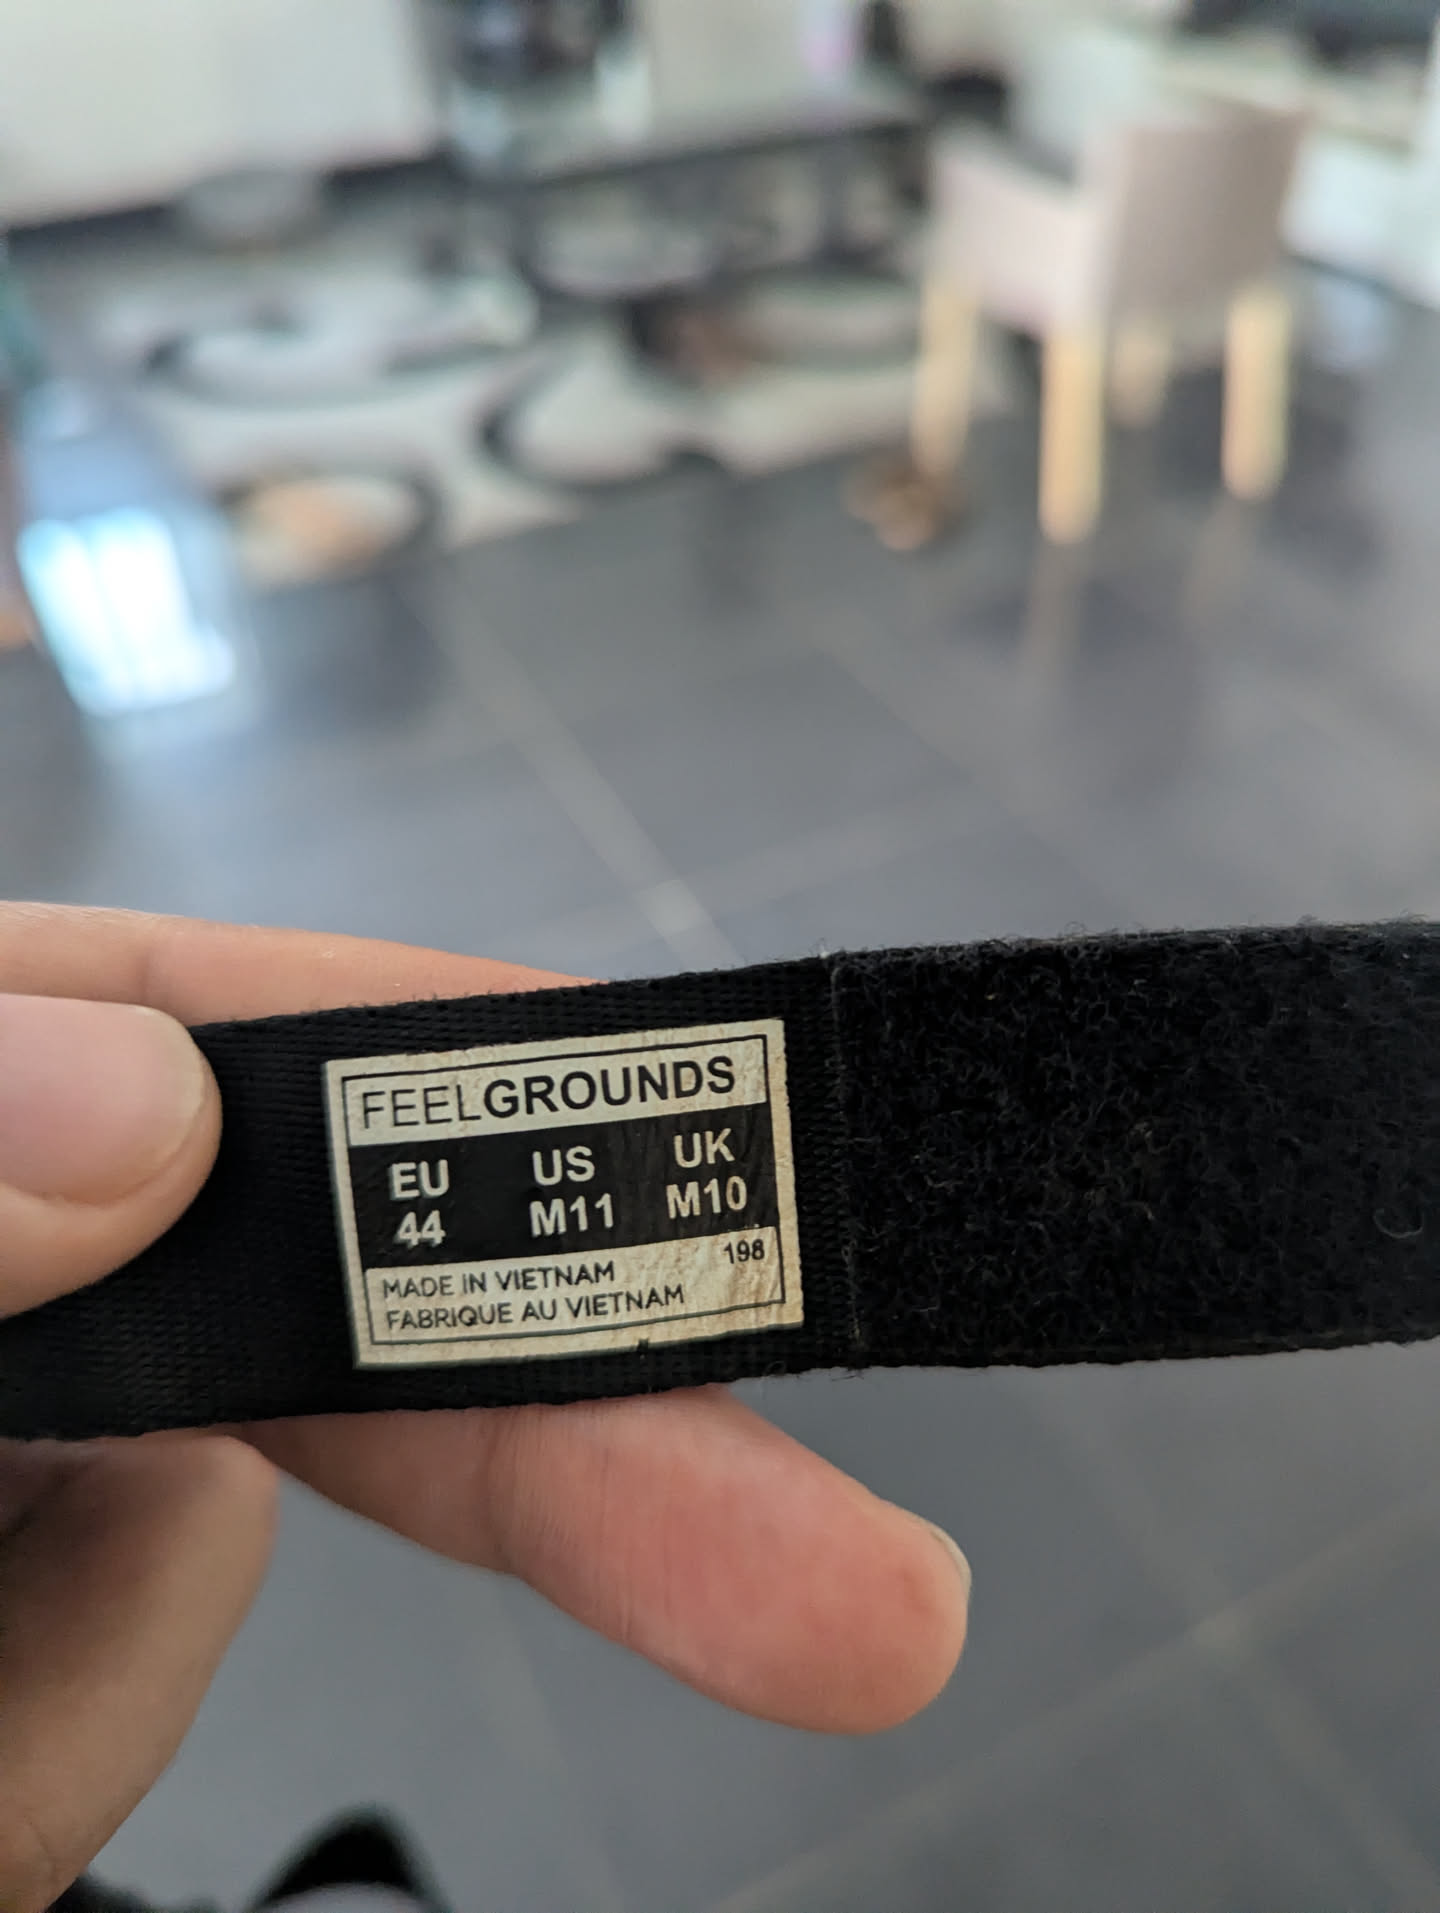 FEELGROUNDS
EU US UK
44 M11 M10
198
MADE IN VIETNAM
FABRIQUE AU VIETNAM